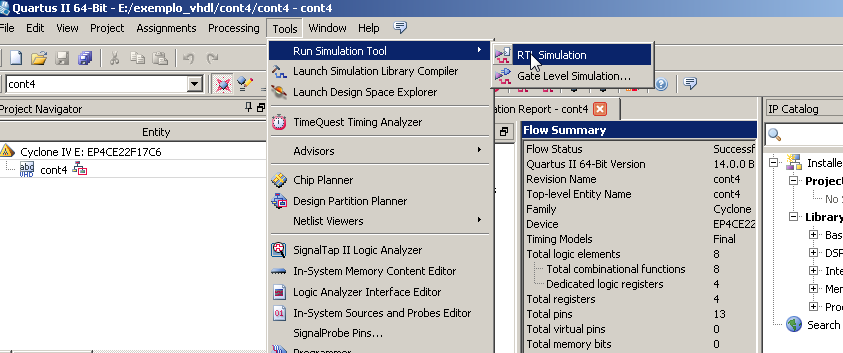 Quartus II 64-Bit - E:/exemplo_vhdl/cont4/cont4 - cont4
File Edit View Project Assignments Processing Tools Window Help
cont4
Project Navigator
Entity
Cyclone IV E: EP4CE22F17C6
abc
VHD
cont4
Run Simulation Tool
Launch Simulation Library Compiler
Launch Design Space Explorer
TimeQuest Timing Analyzer
Advisors
Chip Planner
Design Partition Planner
Netlist Viewers
SignalTap II Logic Analyzer
In-System Memory Content Editor
Logic Analyzer Interface Editor
In-System Sources and Probes Editor
SignalProbe Pins...
Programmer
RTL Simulation
Gate Level Simulation...
ation Report - cont4
Flow Summary
Flow Status Successf
Quartus II 64-Bit Version 14.0.0 B
Revision Name cont4
Top-level Entity Name cont4
Family Cyclone
Device EP4CE22
Timing Models Final
Total logic elements 8
Total combinational functions 8
Dedicated logic registers 4
Total registers 4
Total pins 13
Total virtual pins 0
Total memory bits 0
IP Catalog
Installe
Project
No S
Library
Bas
DSP
Inte
Mem
Proc
Search